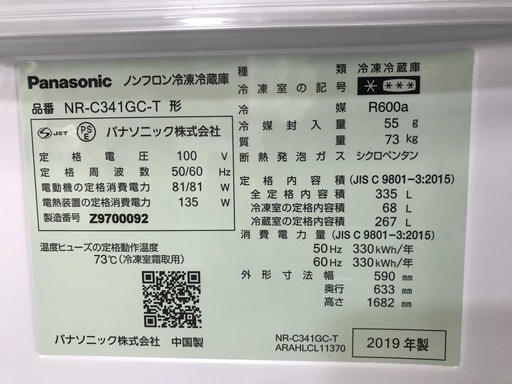 Panasonic ノンフロン冷凍冷蔵庫
品番 NR-C341GC-T 形
S JET PS E パナソニック株式会社
定格電圧 100 V
定格周波数 50/60 Hz
電動機の定格消費電力 81/81 W
電熱装置の定格消費電力 135 W
製造番号 Z9700092
温度ヒューズの定格動作温度
73℃(冷凍室霜取用)
パナソニック株式会社 中国製
種類 冷凍冷蔵庫
冷凍室の記号 * ***
冷媒 R600a
冷媒封入量 55 g
質量 73 kg
断熱発泡ガス シクロペンタン
定格内容積 (JIS C 9801-3:2015)
全定格内容積 335 L
冷凍室の定格内容積 68 L
冷蔵室の定格内容積 267 L
消費電力量 (JIS C 9801-3:2015)
50 Hz 330 kWh/年
60 Hz 330 kWh/年
外形寸法 幅 590 mm
奥行 633 mm
高さ 1682 mm
NR-C341GC-T
ARAHLCL11370
2019 年製